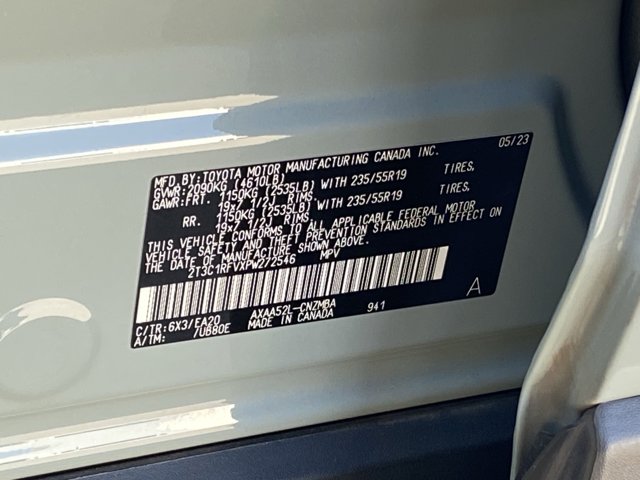 MFD.BY:TOYOTA MOTOR MANUFACTURING CANADA INC. 05/23
GVWR:2090KG (4610LB)
GAWR:FRT. 1150KG (2535LB) WITH 235/55R19 TIRES,
19x7 1/2J RIMS
RR. 1150KG (2535LB) WITH 235/55R19 TIRES,
19x7 1/2J RIMS
THIS VEHICLE CONFORMS TO ALL APPLICABLE FEDERAL MOTOR
VEHICLE SAFETY AND THEFT PREVENTION STANDARDS IN EFFECT ON
THE DATE OF MANUFACTURE SHOWN ABOVE.
2T3C1RFVXPW272546 MPV
A
C/TR:6X3/EA20 AXAA52L-CNZMBA 941
A/TM: /UB80E MADE IN CANADA